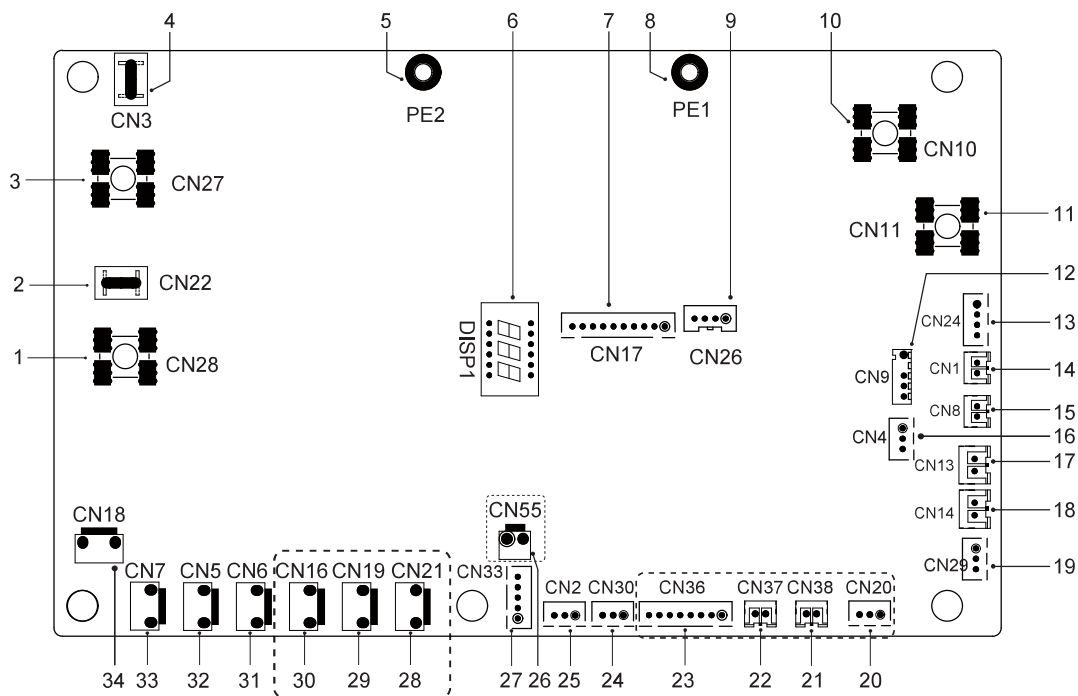 4 5 6 7 8 9 10
CN3
PE2
PE1
CN10
3
CN27
CN11
11
2
CN22
12
DISP1
CN17
CN26
CN24
13
1
CN28
CN9
CN1
14
CN8
15
CN4
16
CN13
17
CN55
CN14
18
CN18
CN29
19
CN7 CN5 CN6 CN16 CN19 CN21 CN33 CN2 CN30 CN36 CN37 CN38 CN20
34 33 32 31 30 29 28 27 26 25 24 23 22 21 20